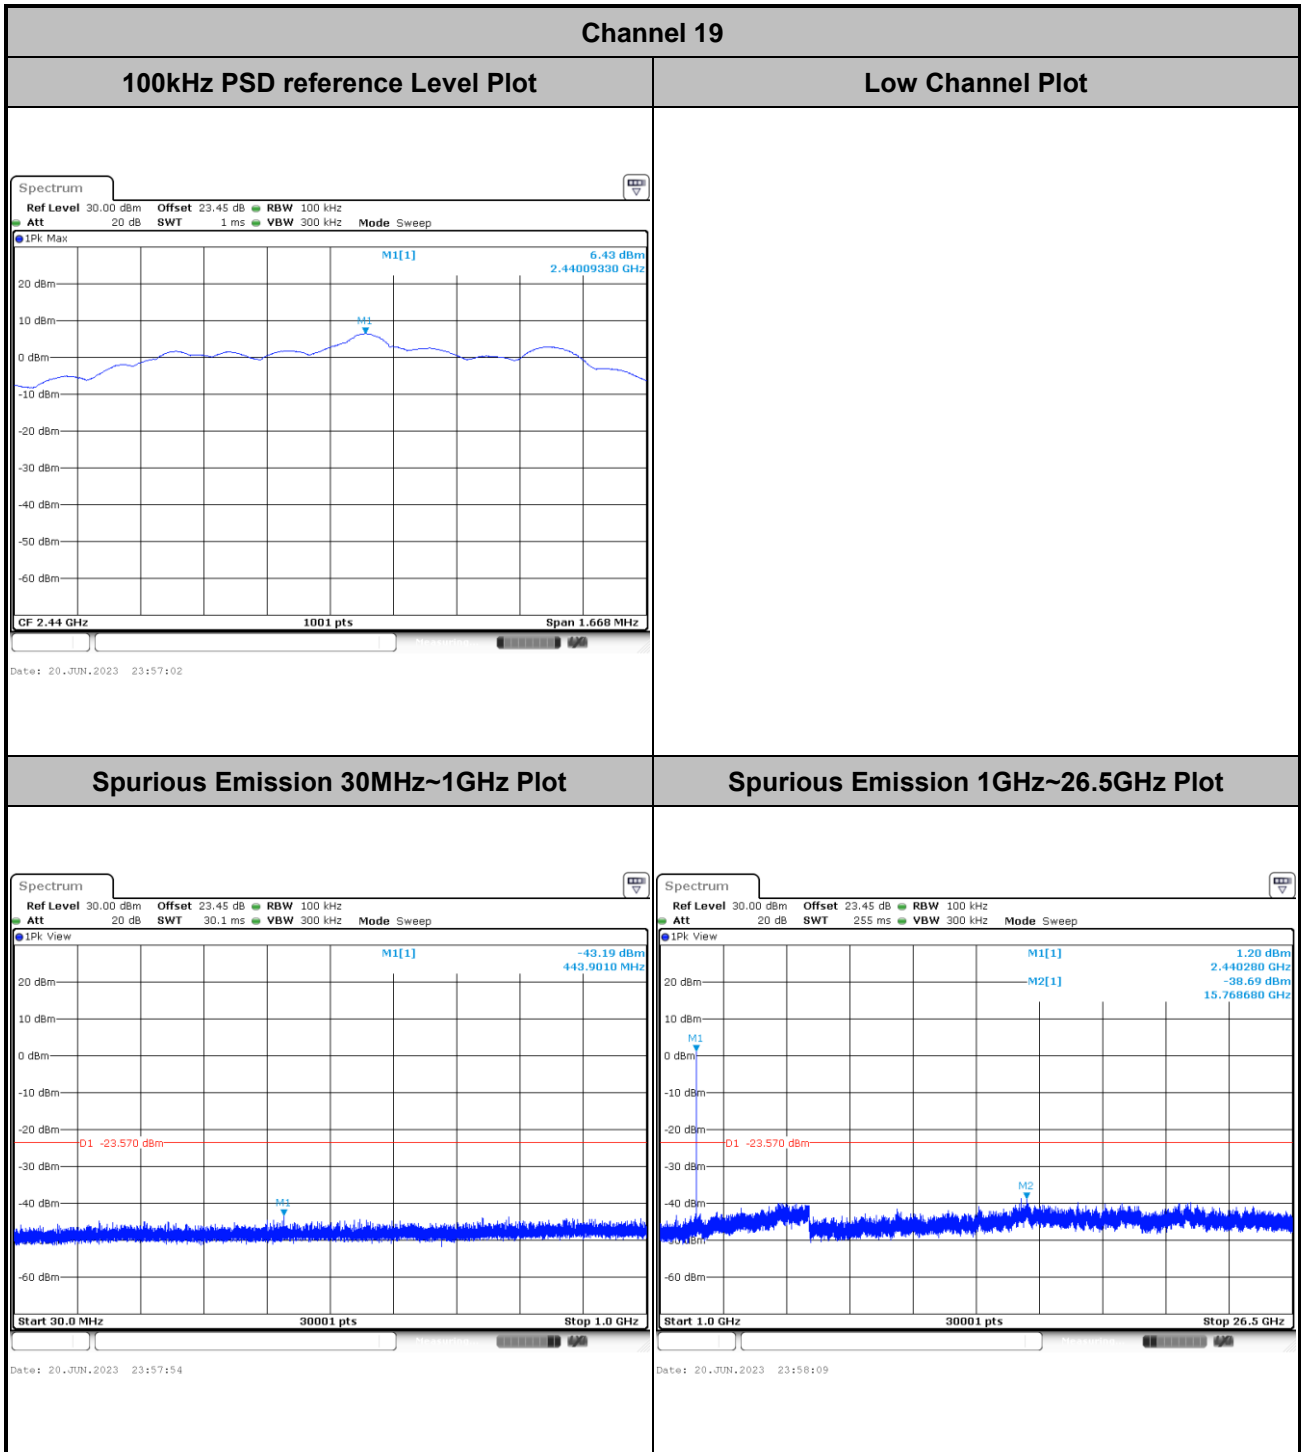 Channel 19
100kHz PSD reference Level Plot
Low Channel Plot
Spectrum
Ref Level 30.00 dBm Offset 23.45 dB RBW 100 kHz
Att 20 dB SWT 1 ms VBW 300 kHz Mode Sweep
1Pk Max
M1[1] 6.43 dBm
2.44009330 GHz
20 dBm
10 dBm
M1
0 dBm
-10 dBm
-20 dBm
-30 dBm
-40 dBm
-50 dBm
-60 dBm
CF 2.44 GHz 1001 pts Span 1.668 MHz
Date: 20.JUN.2023 23:57:02
Spurious Emission 30MHz~1GHz Plot
Spurious Emission 1GHz~26.5GHz Plot
Spectrum
Ref Level 30.00 dBm Offset 23.45 dB RBW 100 kHz
Att 20 dB SWT 30.1 ms VBW 300 kHz Mode Sweep
1Pk View
M1[1] -43.19 dBm
443.9010 MHz
20 dBm
10 dBm
0 dBm
-10 dBm
-20 dBm
D1 -23.570 dBm
-30 dBm
-40 dBm
M1
-60 dBm
Start 30.0 MHz 30001 pts Stop 1.0 GHz
Date: 20.JUN.2023 23:57:54
Spectrum
Ref Level 30.00 dBm Offset 23.45 dB RBW 100 kHz
Att 20 dB SWT 255 ms VBW 300 kHz Mode Sweep
1Pk View
M1[1] 1.20 dBm
2.440280 GHz
20 dBm
M2[1] -38.69 dBm
15.768680 GHz
10 dBm
M1
0 dBm
-10 dBm
-20 dBm
D1 -23.570 dBm
-30 dBm
M2
-40 dBm
-60 dBm
Start 1.0 GHz 30001 pts Stop 26.5 GHz
Date: 20.JUN.2023 23:58:09